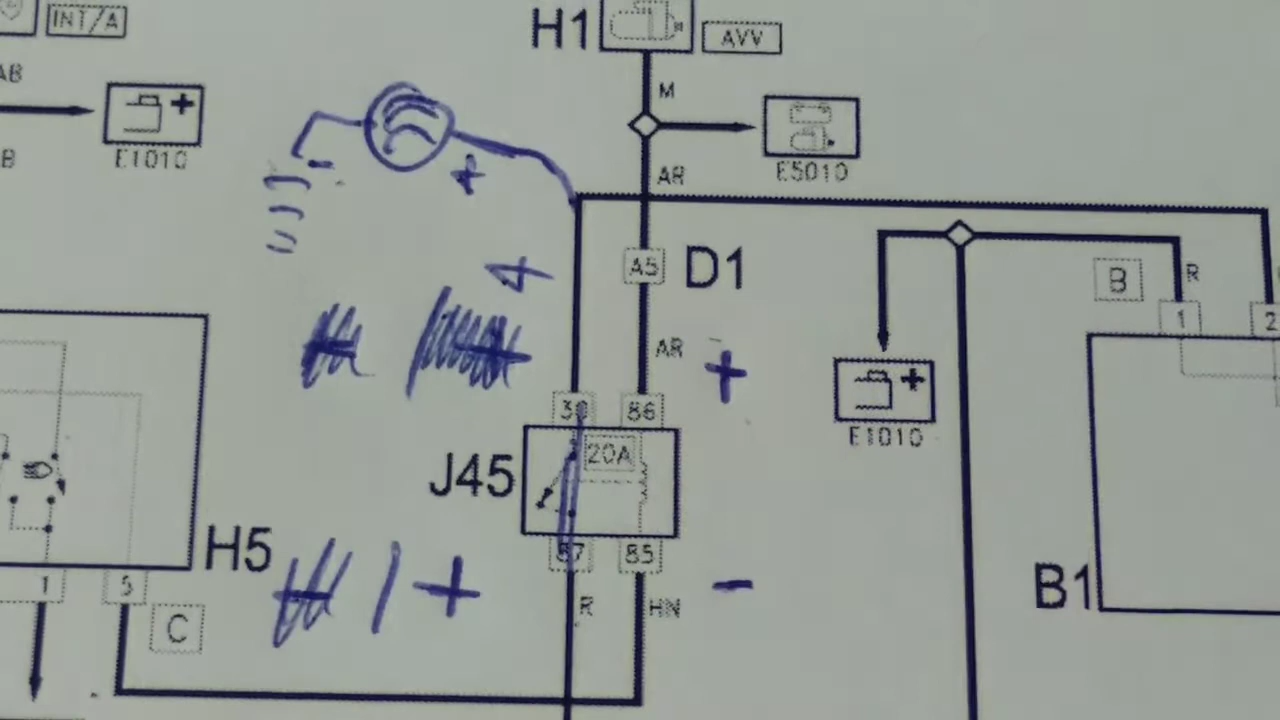 INT/A
H1
AVV
AB
M
+
E1010
B
E5010
AR
+
A5
D1
B
R
1
2
+
AR
+
+
E1010
30
86
20A
J45
H5
87
85
B1
1
5
+
R
HN
-
C